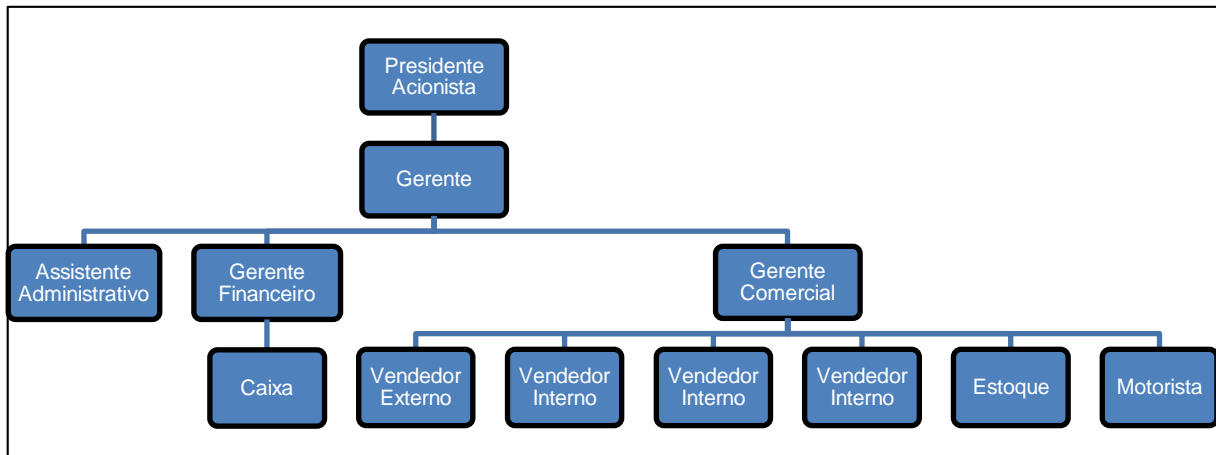 Presidente
Acionista
Gerente
Assistente
Administrativo
Gerente
Financeiro
Gerente
Comercial
Caixa
Vendedor
Externo
Vendedor
Interno
Vendedor
Interno
Vendedor
Interno
Estoque
Motorista